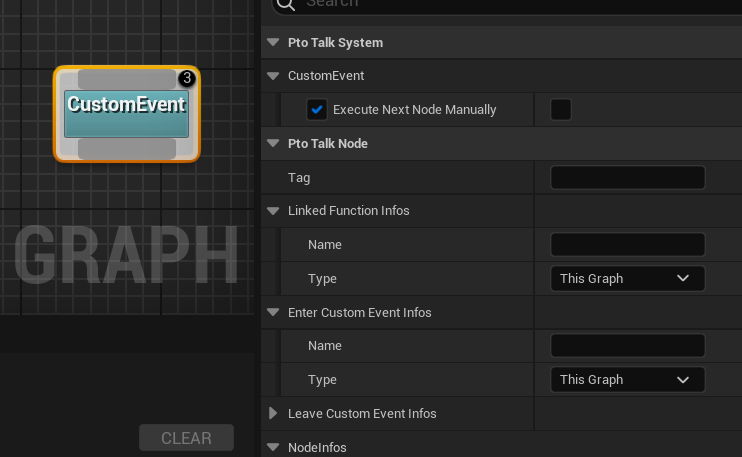 Search
Pto Talk System
CustomEvent
Execute Next Node Manually
3
CustomEvent
Pto Talk Node
Tag
Linked Function Infos
Name
Type
This Graph
Enter Custom Event Infos
Name
Type
This Graph
Leave Custom Event Infos
NodeInfos
GRAPH
CLEAR